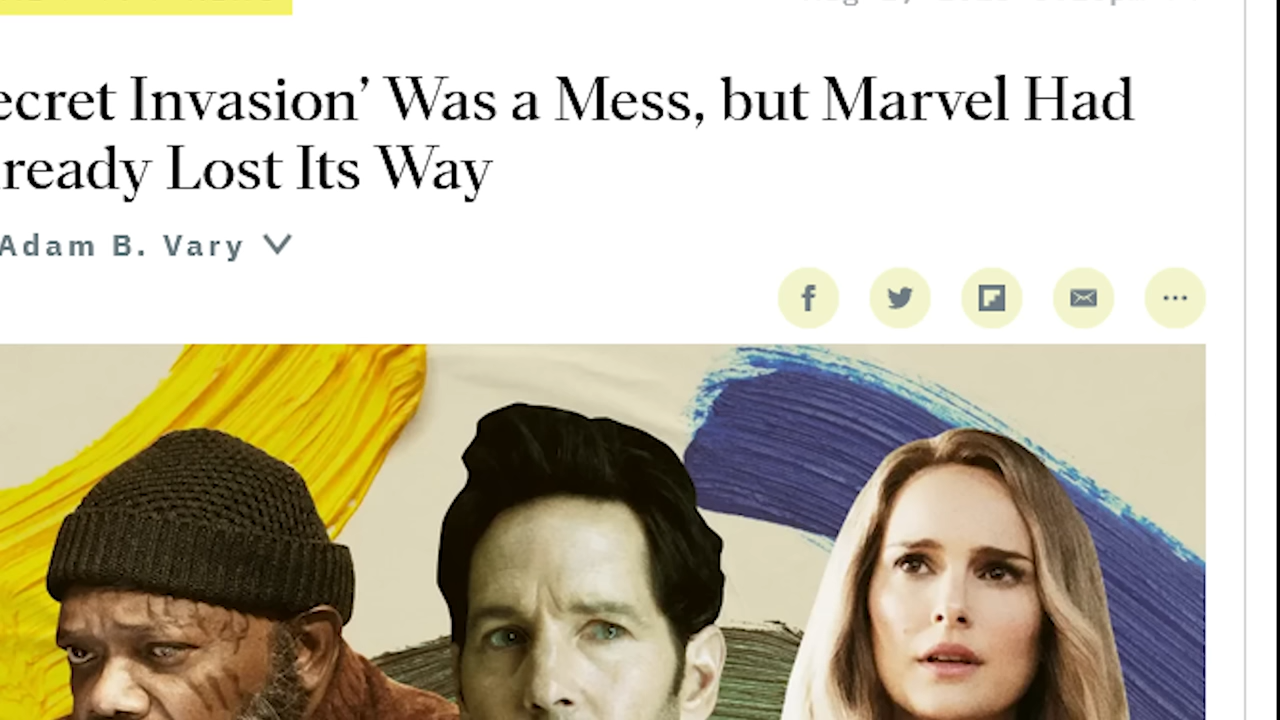 ecret Invasion’ Was a Mess, but Marvel Had
ready Lost Its Way
Adam B. Vary